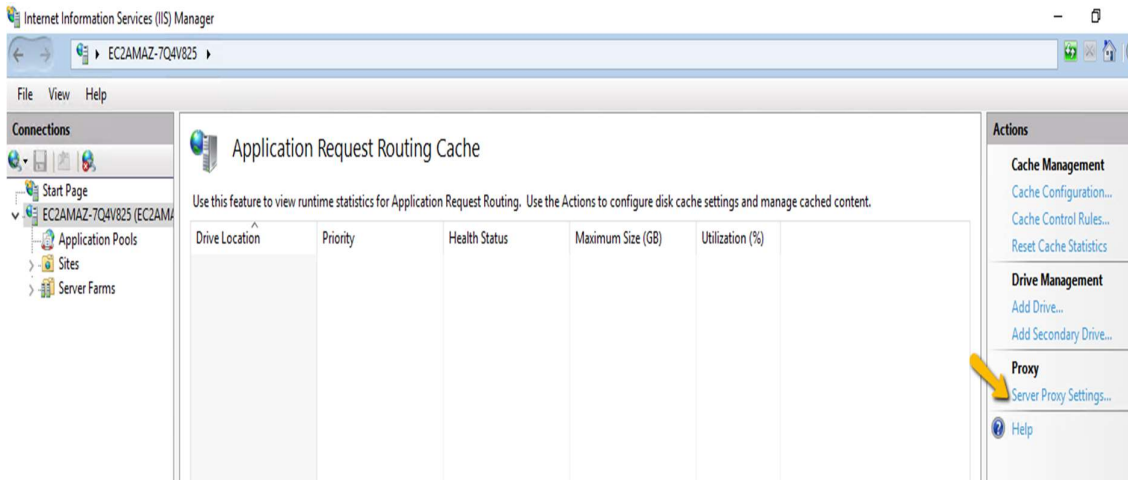 Internet Information Services (IIS) Manager
EC2AMAZ-7Q4V825
File View Help
Connections
Start Page
EC2AMAZ-7Q4V825 (EC2AMA
Application Pools
Sites
Server Farms
Application Request Routing Cache
Use this feature to view runtime statistics for Application Request Routing. Use the Actions to configure disk cache settings and manage cached content.
Drive Location Priority Health Status Maximum Size (GB) Utilization (%)
Actions
Cache Management
Cache Configuration...
Cache Control Rules...
Reset Cache Statistics
Drive Management
Add Drive...
Add Secondary Drive...
Proxy
Server Proxy Settings...
Help